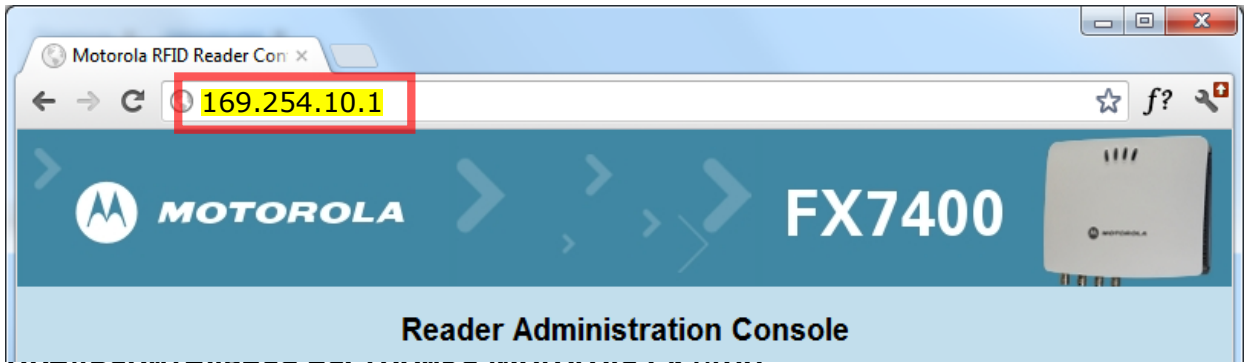 Motorola RFID Reader Con
169.254.10.1
f?
MOTOROLA
FX7400
MOTOROLA
Reader Administration Console